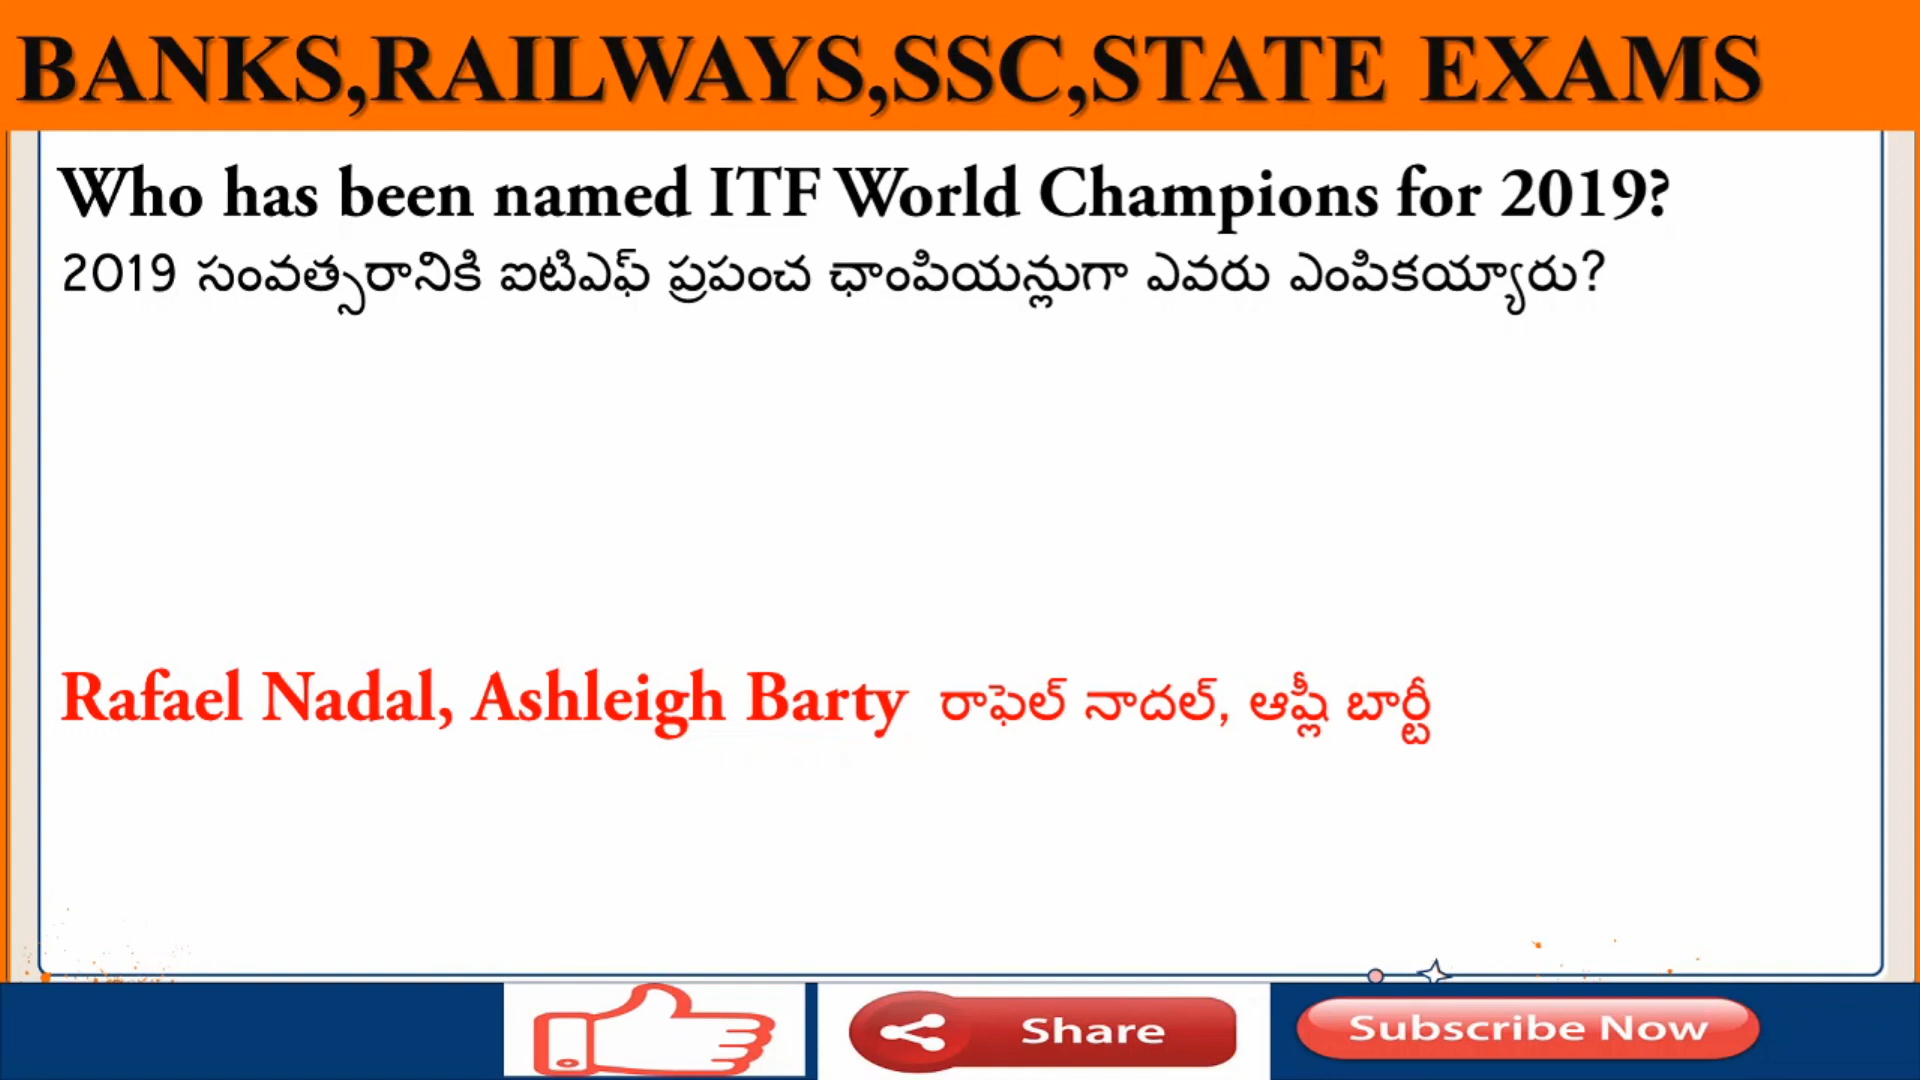 BANKS,RAILWAYS,SSC,STATE EXAMS
Who has been named ITF World Champions for 2019?
2019 సంవత్సరానికి ఐటిఎఫ్ ప్రపంచ ఛాంపియన్లుగా ఎవరు ఎంపికయ్యారు?
Rafael Nadal, Ashleigh Barty రాఫెల్ నాదల్, ఆష్లీ బార్టీ
Share
Subscribe Now